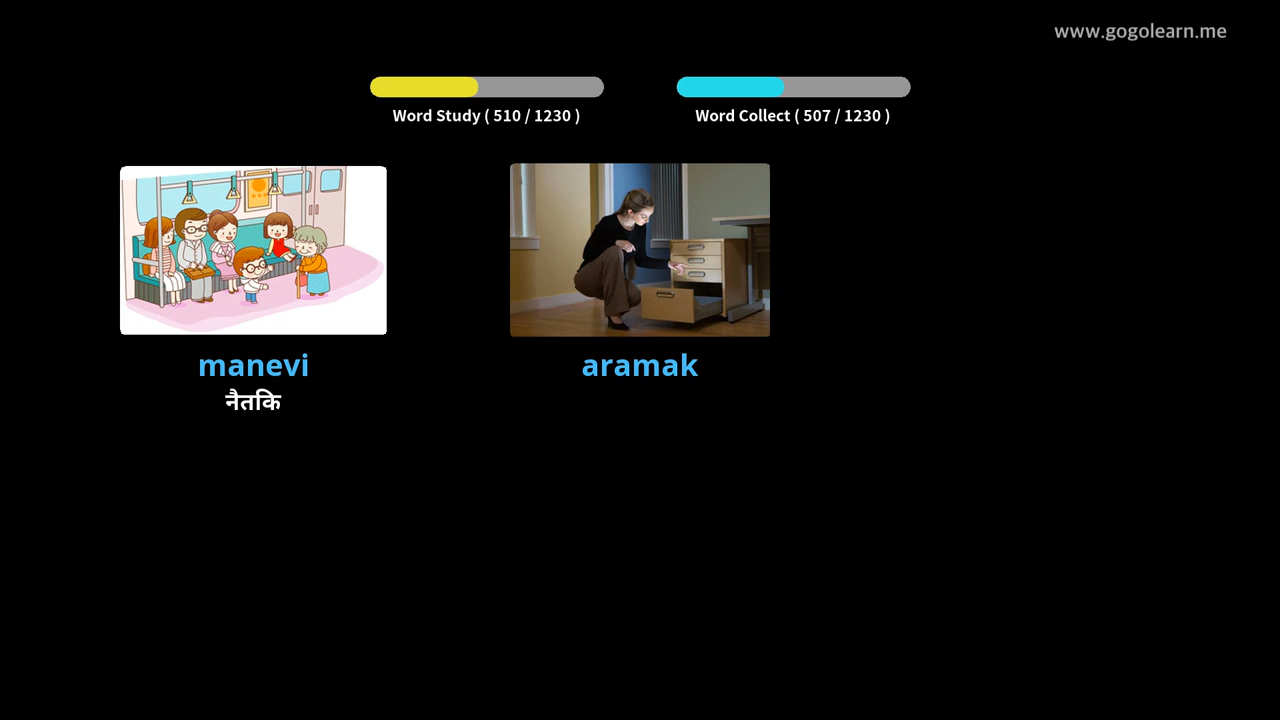 www.gogolearn.me
Word Study ( 510 / 1230 )
Word Collect ( 507 / 1230 )
manevi
नैतकि
aramak